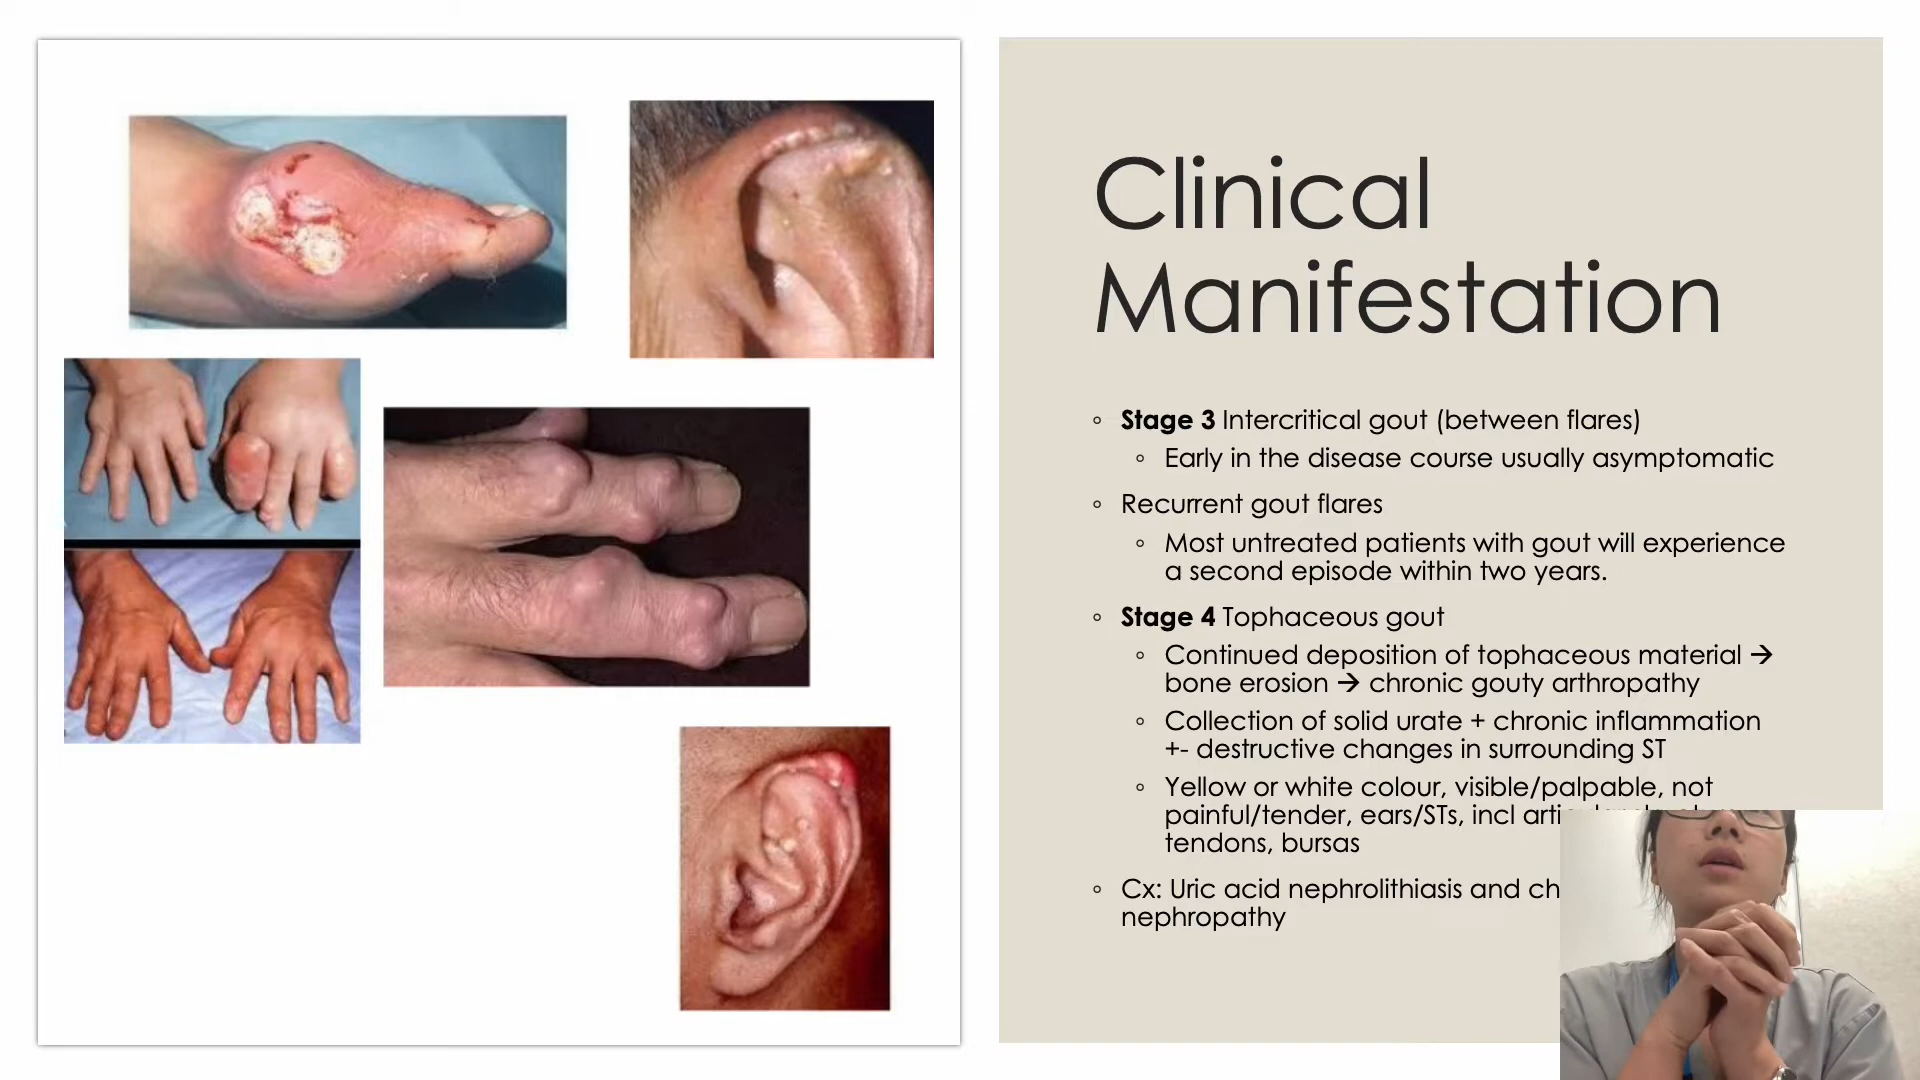 Clinical
Manifestation
◦ Stage 3 Intercritical gout (between flares)
◦ Early in the disease course usually asymptomatic
◦ Recurrent gout flares
◦ Most untreated patients with gout will experience
a second episode within two years.
◦ Stage 4 Tophaceous gout
◦ Continued deposition of tophaceous material →
bone erosion → chronic gouty arthropathy
◦ Collection of solid urate + chronic inflammation
+- destructive changes in surrounding ST
◦ Yellow or white colour, visible/palpable, not
painful/tender, ears/STs, incl
tendons, bursas
◦ Cx: Uric acid nephrolithiasis and
nephropathy